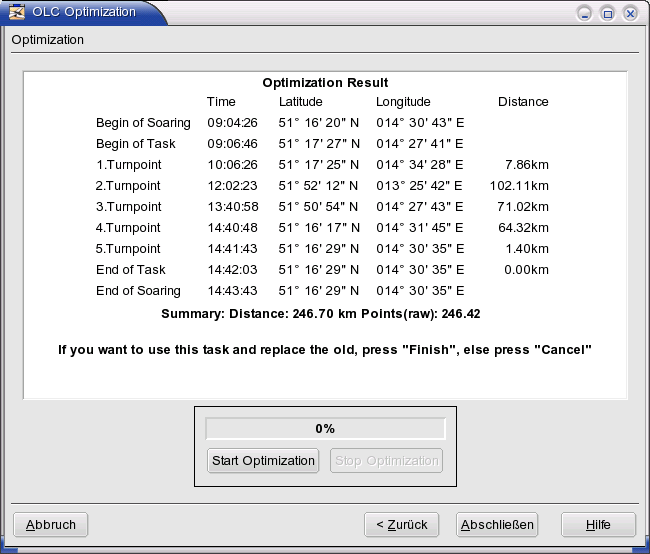 OLC Optimization
Optimization
Optimization Result
Time Latitude Longitude Distance
Begin of Soaring 09:04:26 51° 16' 20" N 014° 30' 43" E
Begin of Task 09:06:46 51° 17' 27" N 014° 27' 41" E
1.Turnpoint 10:06:26 51° 17' 25" N 014° 34' 28" E 7.86km
2.Turnpoint 12:02:23 51° 52' 12" N 013° 25' 42" E 102.11km
3.Turnpoint 13:40:58 51° 50' 54" N 014° 27' 43" E 71.02km
4.Turnpoint 14:40:48 51° 16' 17" N 014° 31' 45" E 64.32km
5.Turnpoint 14:41:43 51° 16' 29" N 014° 30' 35" E 1.40km
End of Task 14:42:03 51° 16' 29" N 014° 30' 35" E 0.00km
End of Soaring 14:43:43 51° 16' 29" N 014° 30' 35" E
Summary: Distance: 246.70 km Points(raw): 246.42
If you want to use this task and replace the old, press "Finish", else press "Cancel"
0%
Start Optimization Stop Optimization
Abbruch < Zurück Abschließen Hilfe